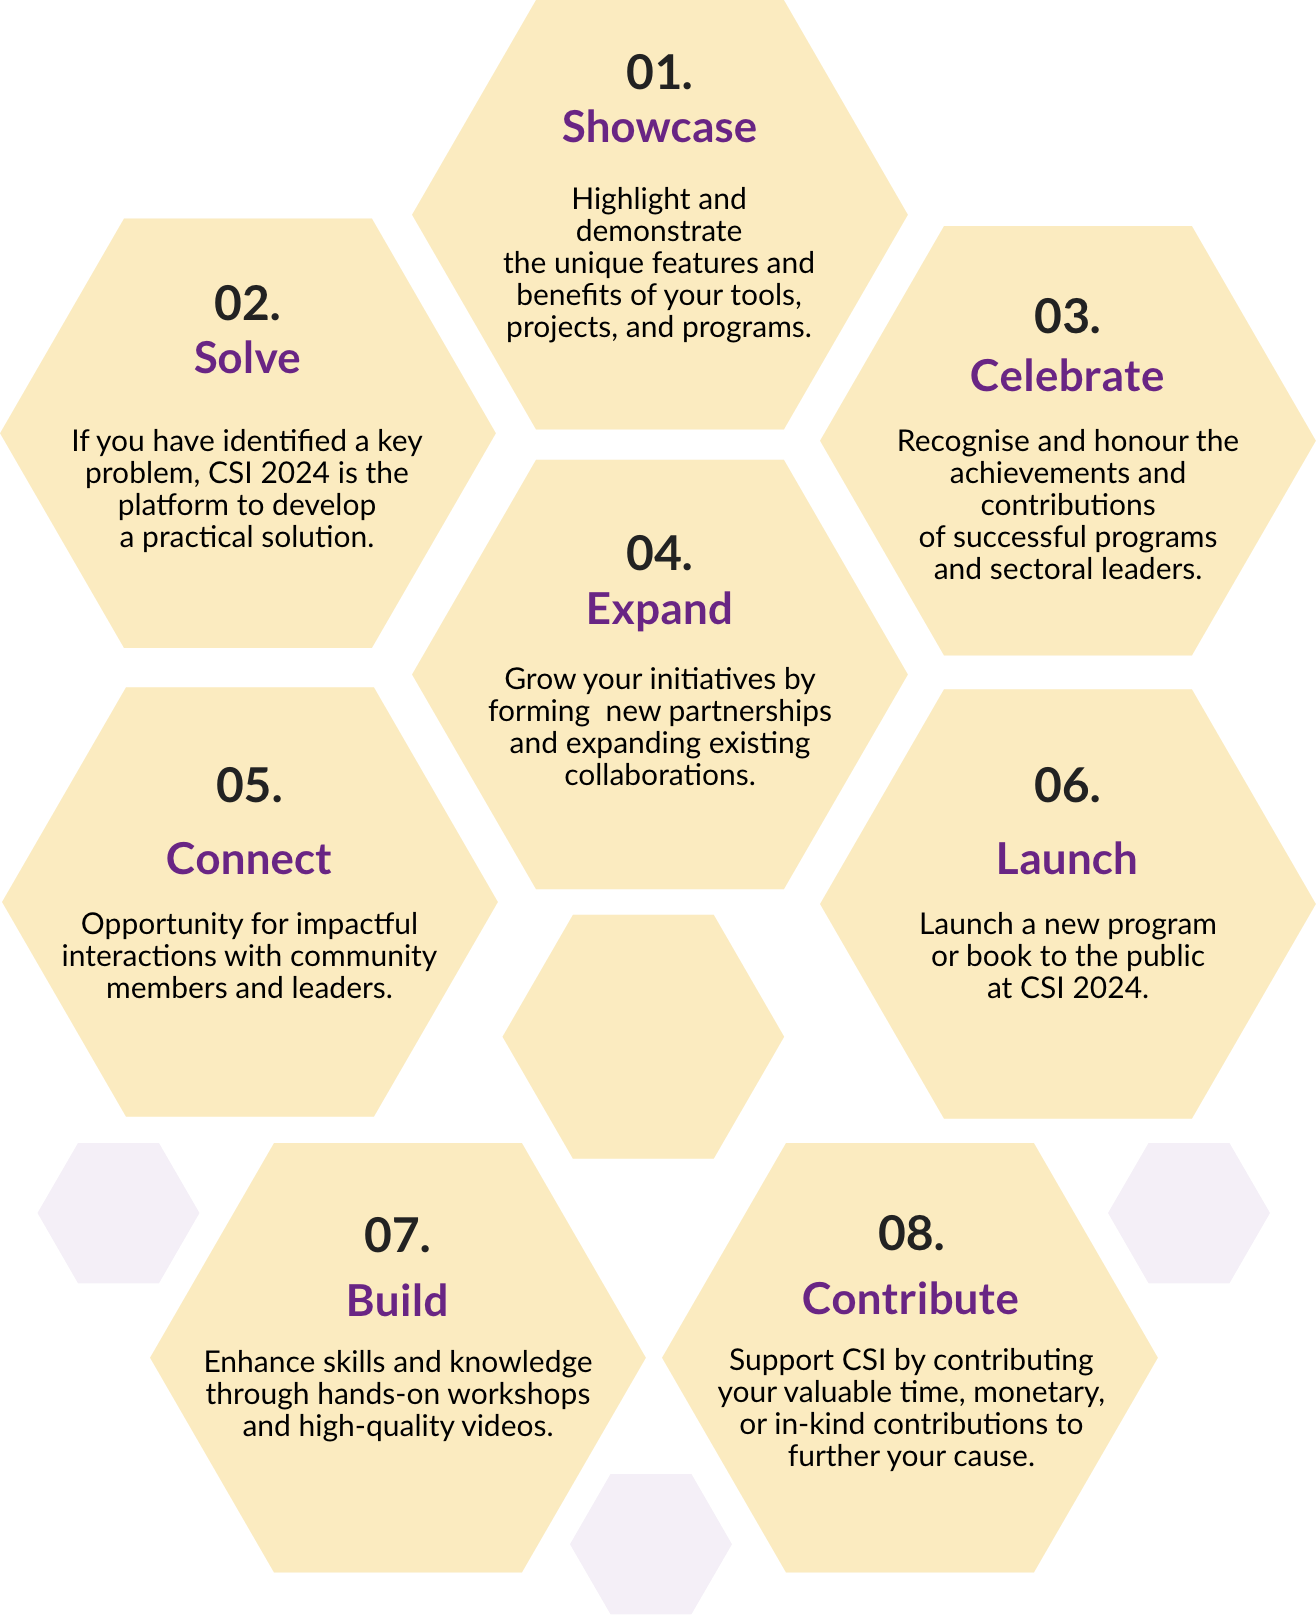 01.
Showcase
Highlight and
demonstrate
the unique features and
benefits of your tools,
projects, and programs.
02.
Solve
If you have identified a key
problem, CSI 2024 is the
platform to develop
a practical solution.
03.
Celebrate
Recognise and honour the
achievements and
contributions
of successful programs
and sectoral leaders.
04.
Expand
Grow your initiatives by
forming  new partnerships
and expanding existing
collaborations.
05.
Connect
Opportunity for impactful
interactions with community
members and leaders.
06.
Launch
Launch a new program
or book to the public
at CSI 2024.
07.
Build
Enhance skills and knowledge
through hands-on workshops
and high-quality videos.
08.
Contribute
Support CSI by contributing
your valuable time, monetary,
or in-kind contributions to
further your cause.